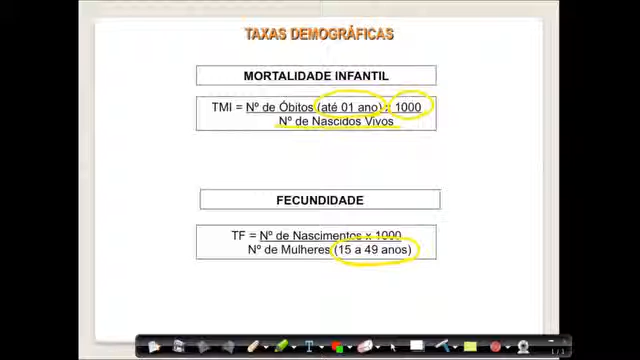 TAXAS DEMOGRÁFICAS
MORTALIDADE INFANTIL
TMI = Nº de Óbitos (até 01 ano) x 1000
Nº de Nascidos Vivos
FECUNDIDADE
TF = Nº de Nascimentos x 1000
Nº de Mulheres (15 a 49 anos)